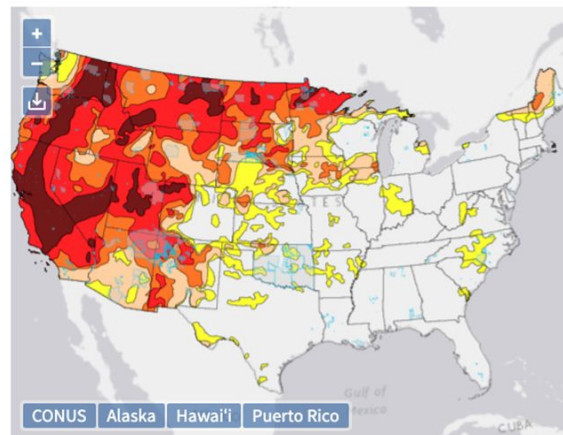 +
−
Gulf of
Mexico
CUBA
CONUS Alaska Hawai'i Puerto Rico